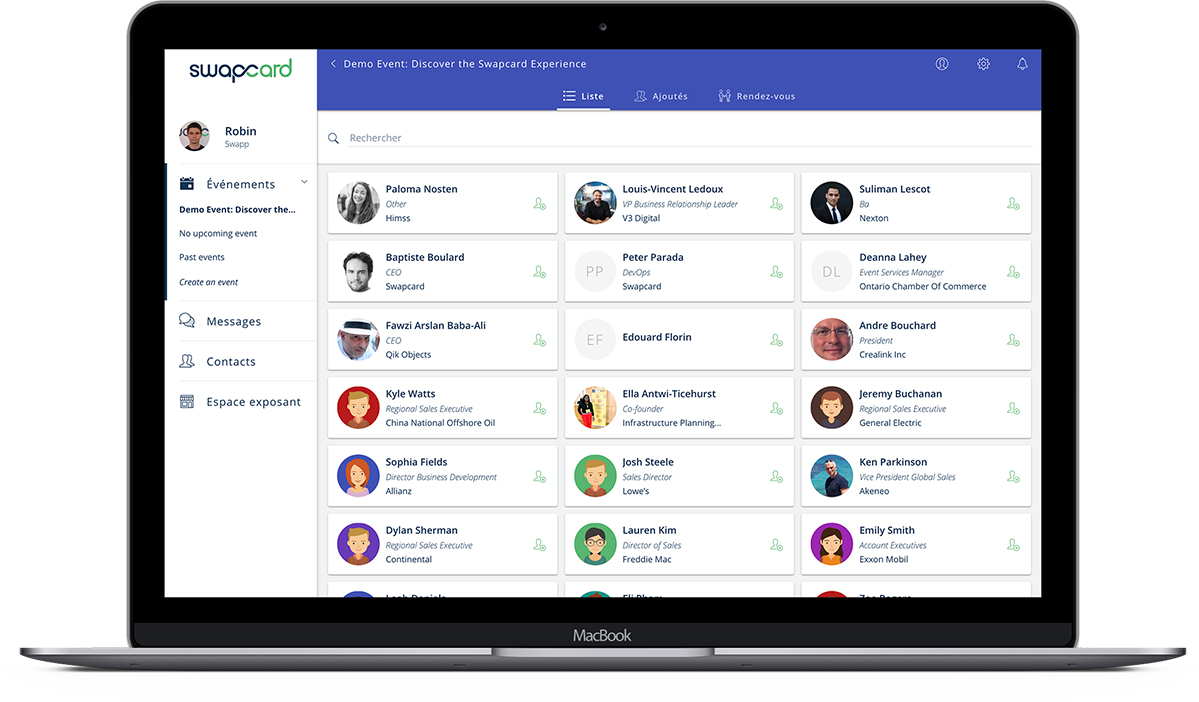 swapcard
Demo Event: Discover the Swapcard Experience
Liste
Ajoutés
Rendez-vous
Robin
Swapp
Rechercher
Événements
Demo Event: Discover the...
No upcoming event
Past events
Create an event
Messages
Contacts
Espace exposant
Paloma Nosten
Other
Himss
Louis-Vincent Ledoux
VP Business Relationship Leader
V3 Digital
Suliman Lescot
Ba
Nexton
Baptiste Boulard
CEO
Swapcard
PP
Peter Parada
DevOps
Swapcard
DL
Deanna Lahey
Event Services Manager
Ontario Chamber Of Commerce
Fawzi Arslan Baba-Ali
CEO
Qik Objects
EF
Edouard Florin
Andre Bouchard
President
Crealink Inc
Kyle Watts
Regional Sales Executive
China National Offshore Oil
Ella Antwi-Ticehurst
Co-founder
Infrastructure Planning...
Jeremy Buchanan
Regional Sales Executive
General Electric
Sophia Fields
Director Business Development
Allianz
Josh Steele
Sales Director
Lowe's
Ken Parkinson
Vice President Global Sales
Akeneo
Dylan Sherman
Regional Sales Executive
Continental
Lauren Kim
Director of Sales
Freddie Mac
Emily Smith
Account Executives
Exxon Mobil
MacBook